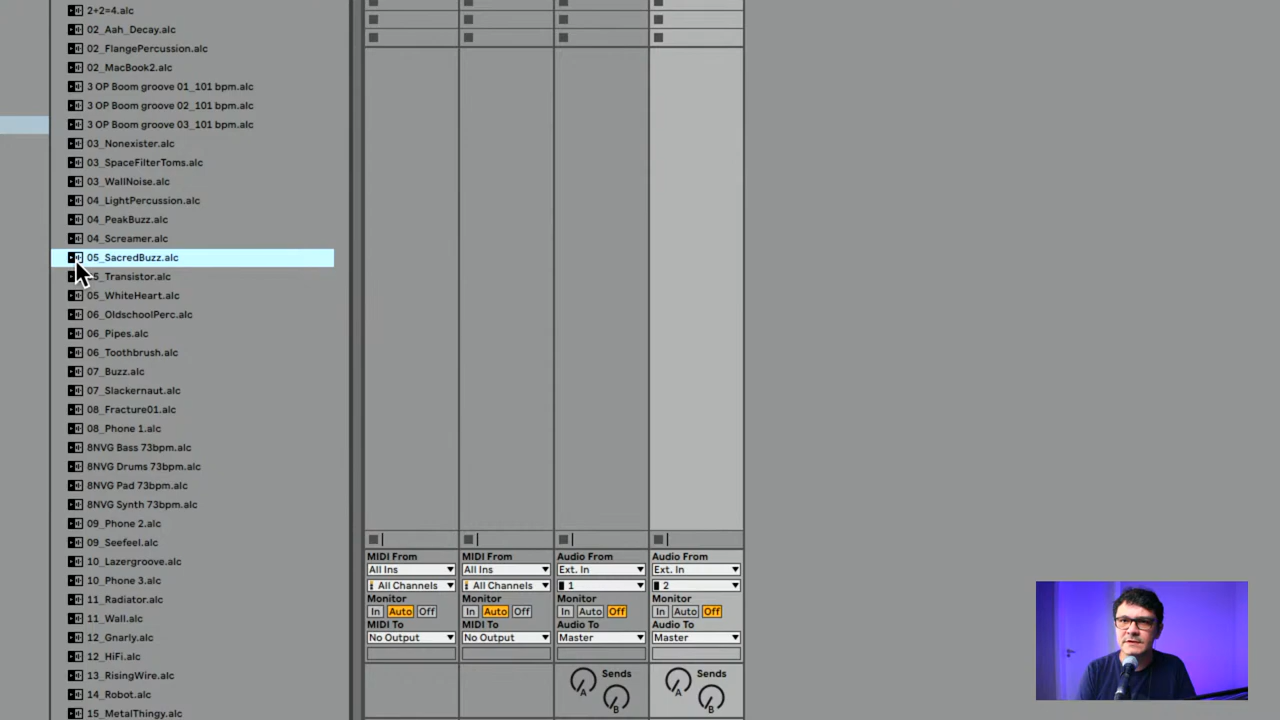 2+2=4.alc
02_Aah_Decay.alc
02_FlangePercussion.alc
02_MacBook2.alc
3 OP Boom groove 01_101 bpm.alc
3 OP Boom groove 02_101 bpm.alc
3 OP Boom groove 03_101 bpm.alc
03_Nonexister.alc
03_SpaceFilterToms.alc
03_WallNoise.alc
04_LightPercussion.alc
04_PeakBuzz.alc
04_Screamer.alc
05_SacredBuzz.alc
5_Transistor.alc
05_WhiteHeart.alc
06_OldschoolPerc.alc
06_Pipes.alc
06_Toothbrush.alc
07_Buzz.alc
07_Slackernaut.alc
08_Fracture01.alc
08_Phone 1.alc
8NVG Bass 73bpm.alc
8NVG Drums 73bpm.alc
8NVG Pad 73bpm.alc
8NVG Synth 73bpm.alc
09_Phone 2.alc
09_Seefeel.alc
10_Lazergroove.alc
10_Phone 3.alc
11_Radiator.alc
11_Wall.alc
12_Gnarly.alc
12_HiFi.alc
13_RisingWire.alc
14_Robot.alc
15_MetalThingy.alc
MIDI From MIDI From Audio From Audio From
All Ins All Ins Ext. In Ext. In
All Channels All Channels 1 2
Monitor Monitor Monitor Monitor
In Auto Off In Auto Off In Auto Off In Auto Off
MIDI To MIDI To Audio To Audio To
No Output No Output Master Master
Sends Sends
A A
B B